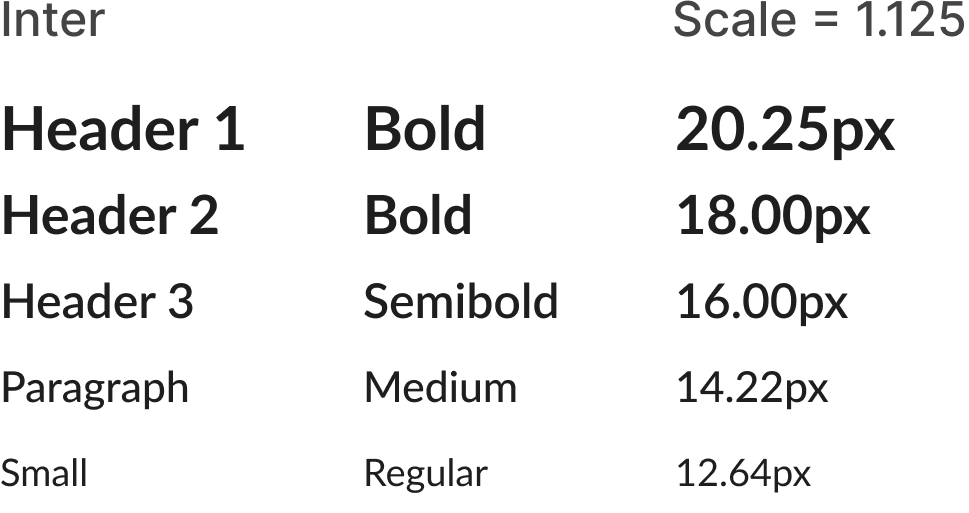 Inter Scale = 1.125
Header 1 Bold 20.25px
Header 2 Bold 18.00px
Header 3 Semibold 16.00px
Paragraph Medium 14.22px
Small Regular 12.64px